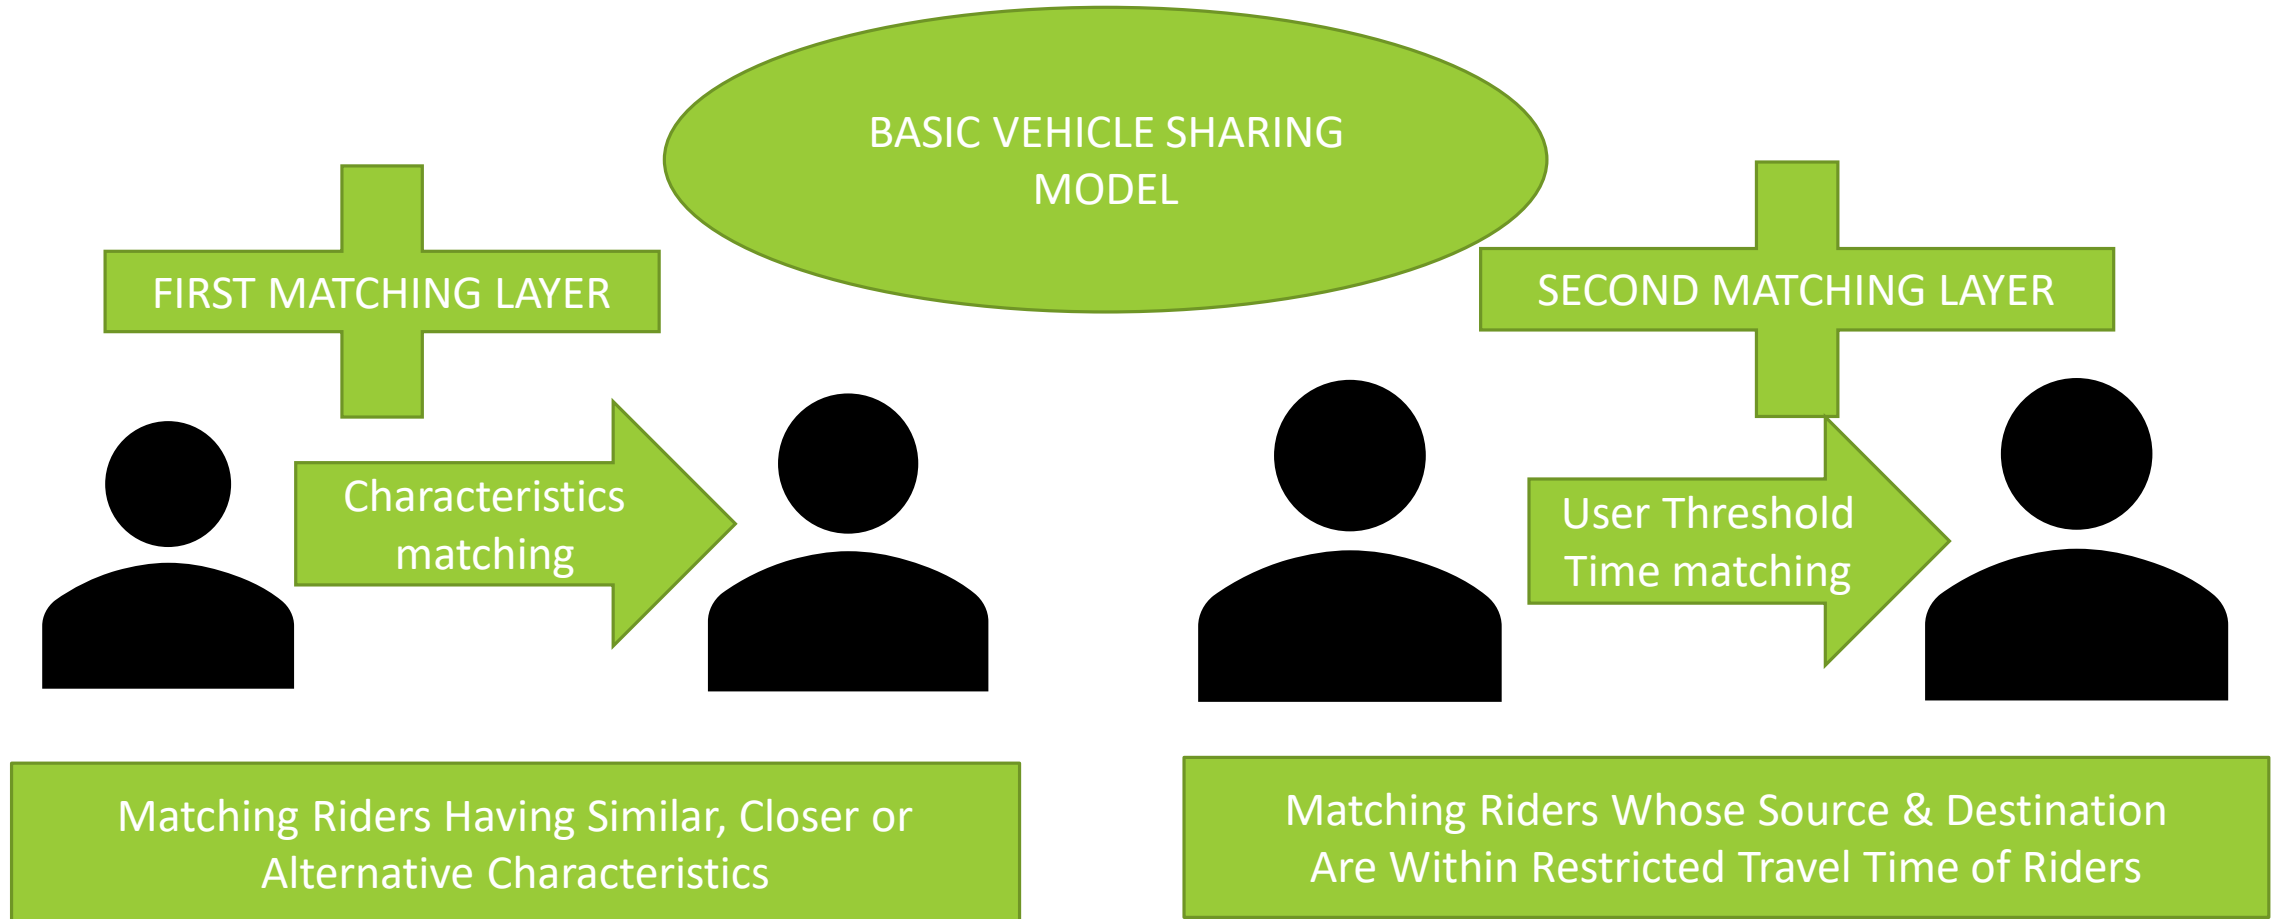 BASIC VEHICLE SHARING
MODEL
FIRST MATCHING LAYER
SECOND MATCHING LAYER
Characteristics
matching
User Threshold
Time matching
Matching Riders Having Similar, Closer or
Alternative Characteristics
Matching Riders Whose Source & Destination
Are Within Restricted Travel Time of Riders